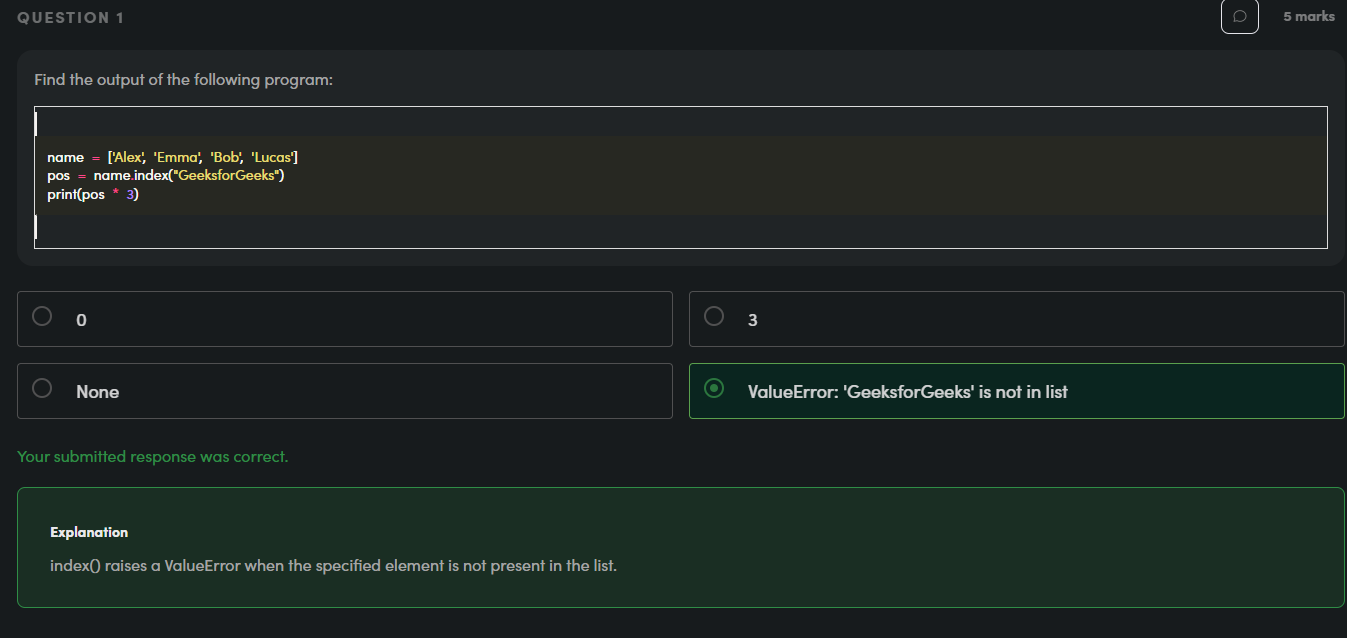 QUESTION 1
5 marks
Find the output of the following program:
name = ['Alex', 'Emma', 'Bob', 'Lucas']
pos = name.index("GeeksforGeeks")
print(pos * 3)
0
3
None
ValueError: 'GeeksforGeeks' is not in list
Your submitted response was correct.
Explanation
index() raises a ValueError when the specified element is not present in the list.